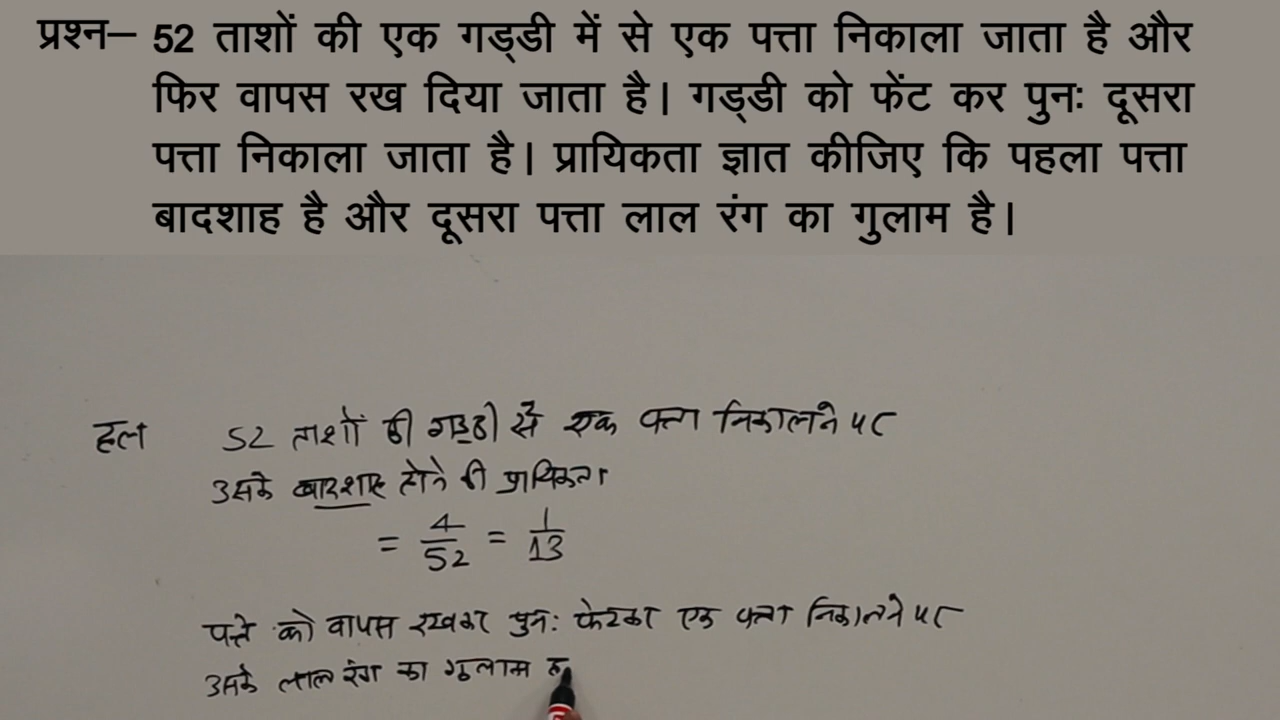 प्रश्न– 52 ताशों की एक गड्डी में से एक पत्ता निकाला जाता है और
फिर वापस रख दिया जाता है। गड्डी को फेंट कर पुनः दूसरा
पत्ता निकाला जाता है। प्रायिकता ज्ञात कीजिए कि पहला पत्ता
बादशाह है और दूसरा पत्ता लाल रंग का गुलाम है।
हल 52 ताशों की गड्डी से एक पत्ता निकालने पर
उसके बादशाह होने की प्रायिकता
= 4/52 = 1/13
पत्ते को वापस रखकर पुनः फेटकर एक पत्ता निकालने पर
उसके लाल रंग का गुलाम ह